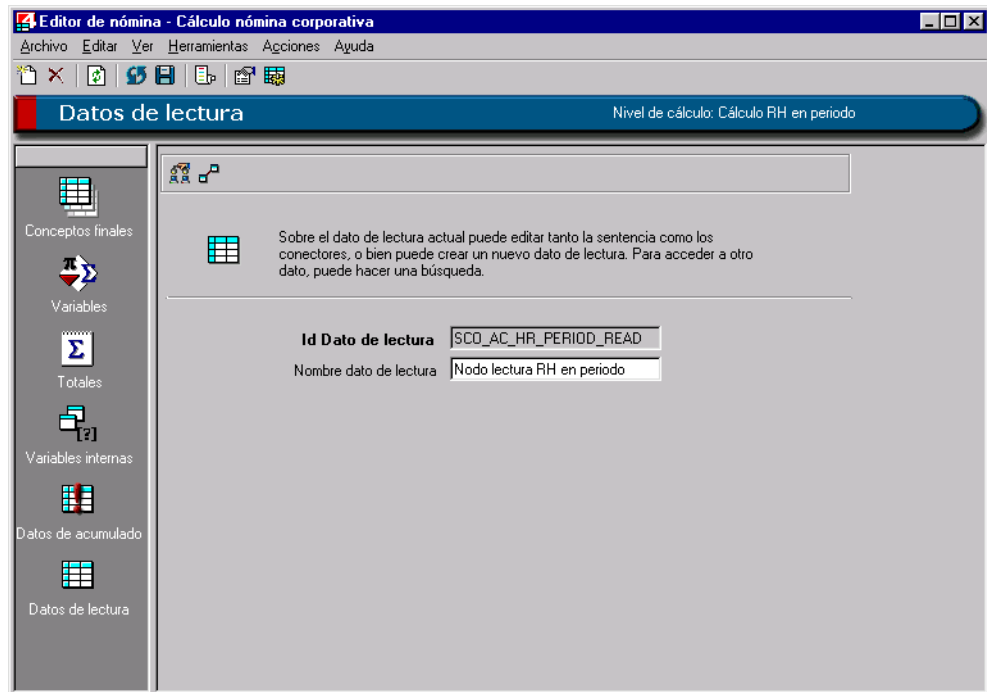 Editor de nómina - Cálculo nómina corporativa
Archivo Editar Ver Herramientas Acciones Ayuda
Datos de lectura
Nivel de cálculo: Cálculo RH en periodo
Conceptos finales
Variables
Totales
Variables internas
Datos de acumulado
Datos de lectura
Sobre el dato de lectura actual puede editar tanto la sentencia como los
conectores, o bien puede crear un nuevo dato de lectura. Para acceder a otro
dato, puede hacer una búsqueda.
Id Dato de lectura SCO_AC_HR_PERIOD_READ
Nombre dato de lectura Nodo lectura RH en periodo